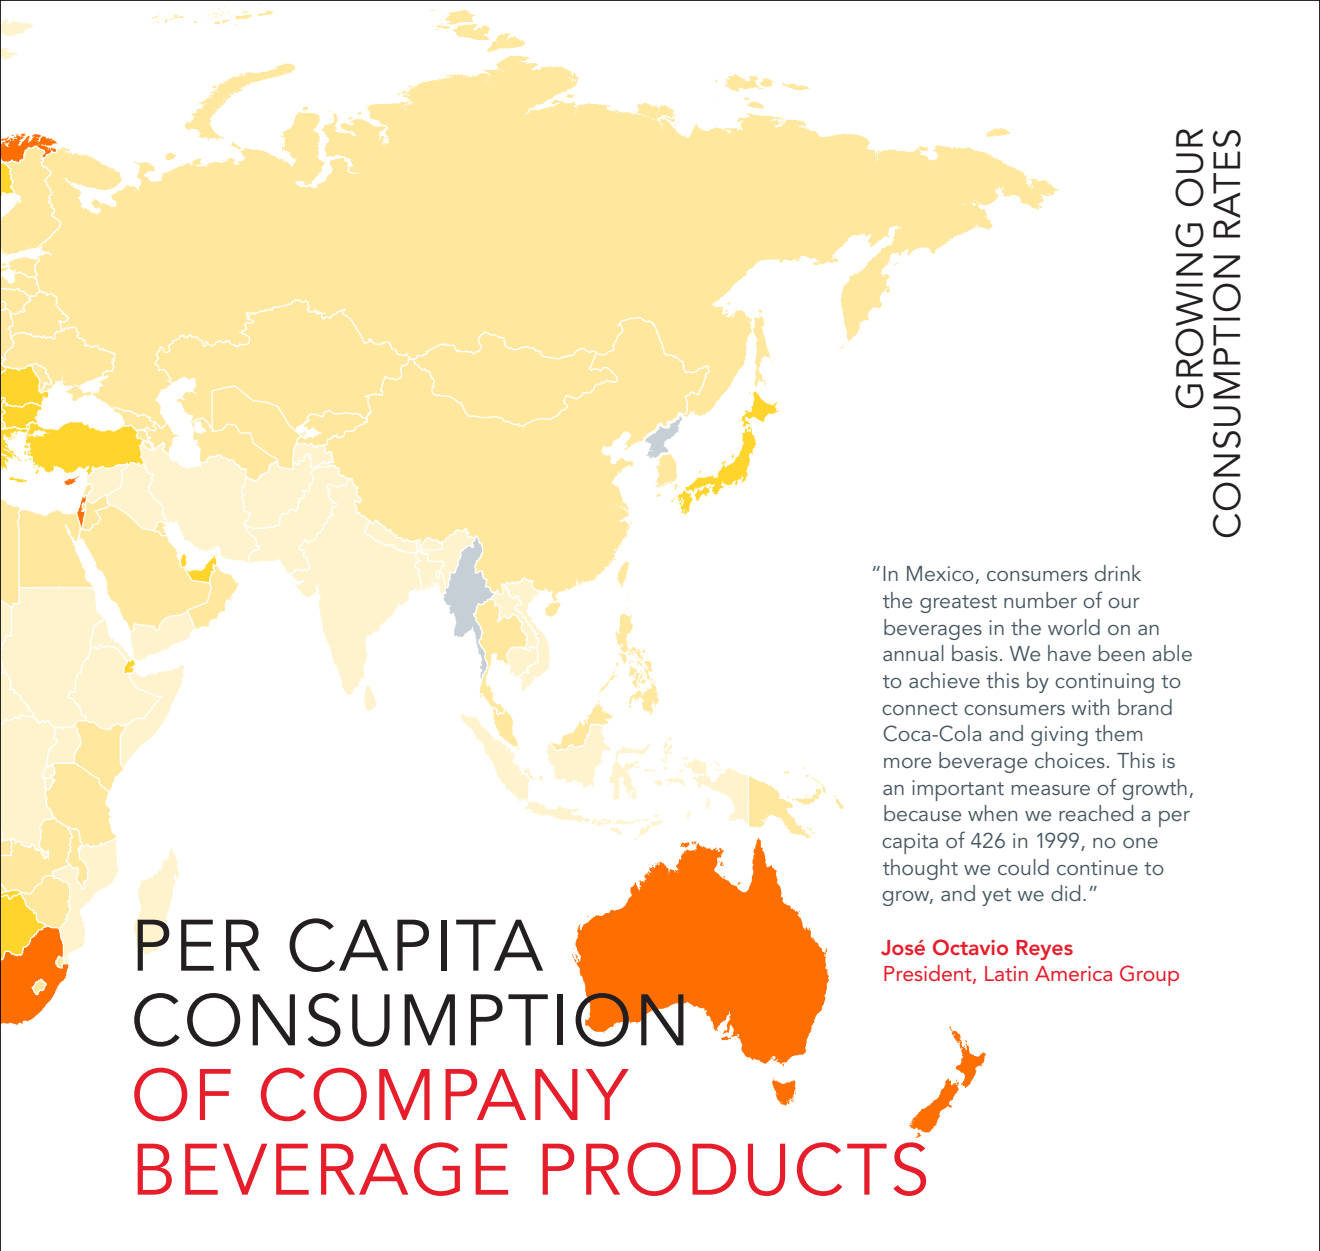 GROWING OUR
CONSUMPTION RATES
“In Mexico, consumers drink
the greatest number of our
beverages in the world on an
annual basis. We have been able
to achieve this by continuing to
connect consumers with brand
Coca-Cola and giving them
more beverage choices. This is
an important measure of growth,
because when we reached a per
capita of 426 in 1999, no one
thought we could continue to
grow, and yet we did.”
José Octavio Reyes
President, Latin America Group
PER CAPITA
CONSUMPTION
OF COMPANY
BEVERAGE PRODUCTS